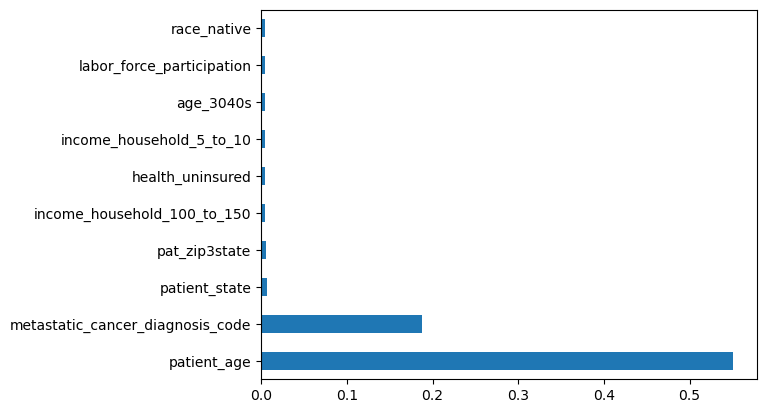 race_native
labor_force_participation
age_3040s
income_household_5_to_10
health_uninsured
income_household_100_to_150
pat_zip3state
patient_state
metastatic_cancer_diagnosis_code
patient_age
0.0 0.1 0.2 0.3 0.4 0.5